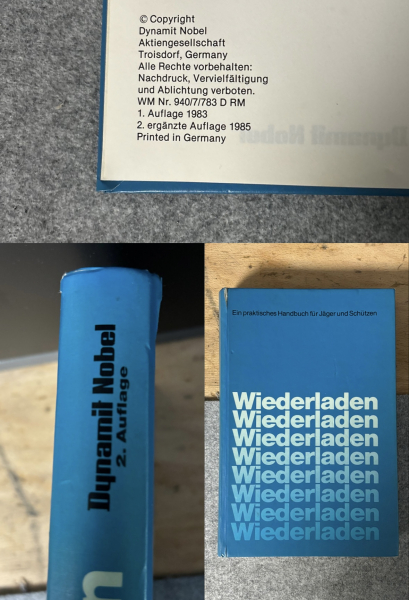 © Copyright
Dynamit Nobel
Aktiengesellschaft
Troisdorf, Germany
Alle Rechte vorbehalten:
Nachdruck, Vervielfältigung
und Ablichtung verboten.
WM Nr. 940/7/783 D RM
1. Auflage 1983
2. ergänzte Auflage 1985
Printed in Germany
Dynamit Nobel
Dynamit Nobel
2. Auflage
n
Ein praktisches Handbuch für Jäger und Schützen
Wiederladen
Wiederladen
Wiederladen
Wiederladen
Wiederladen
Wiederladen
Wiederladen
Wiederladen